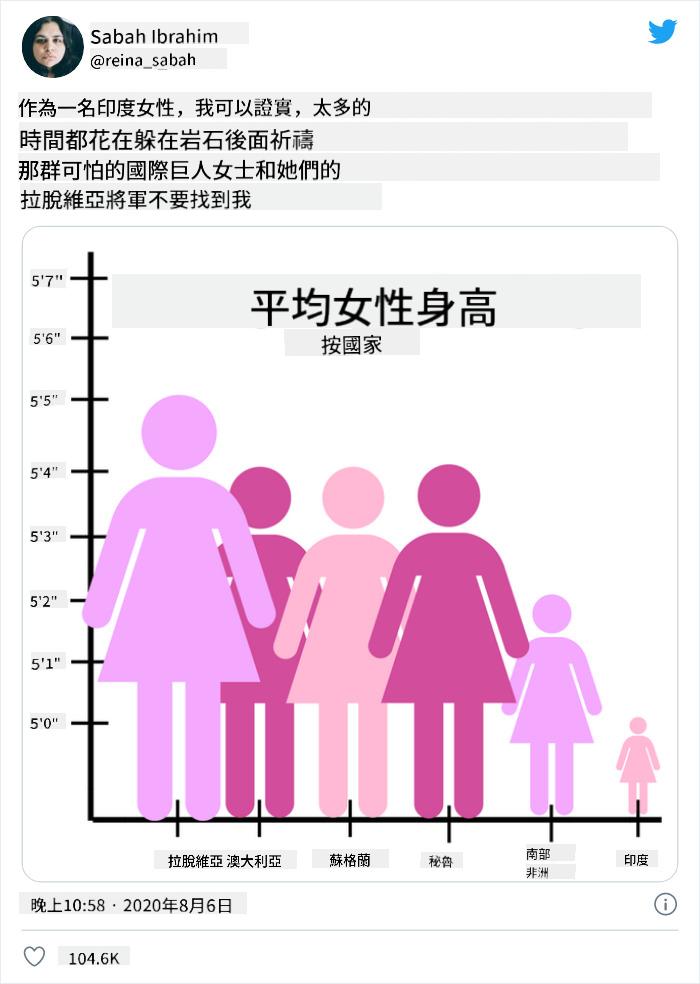 Sabah Ibrahim
@reina_sabah
作為一名印度女性，我可以證實，太多的
時間都花在躲在岩石後面祈禱
那群可怕的國際巨人女士和她們的
拉脫維亞將軍不要找到我
平均女性身高
按國家
5'7"
5'6"
5'5"
5'4"
5'3"
5'2"
5'1"
5'0"
拉脫維亞 澳大利亞 蘇格蘭 秘魯 南部 印度
非洲
晚上10:58 · 2020年8月6日
104.6K